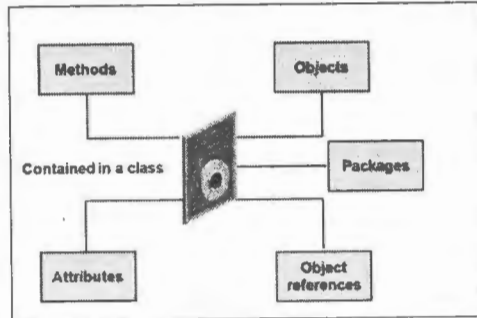 Methods
Objects
Contained in a class
Packages
Attributes
Object
references